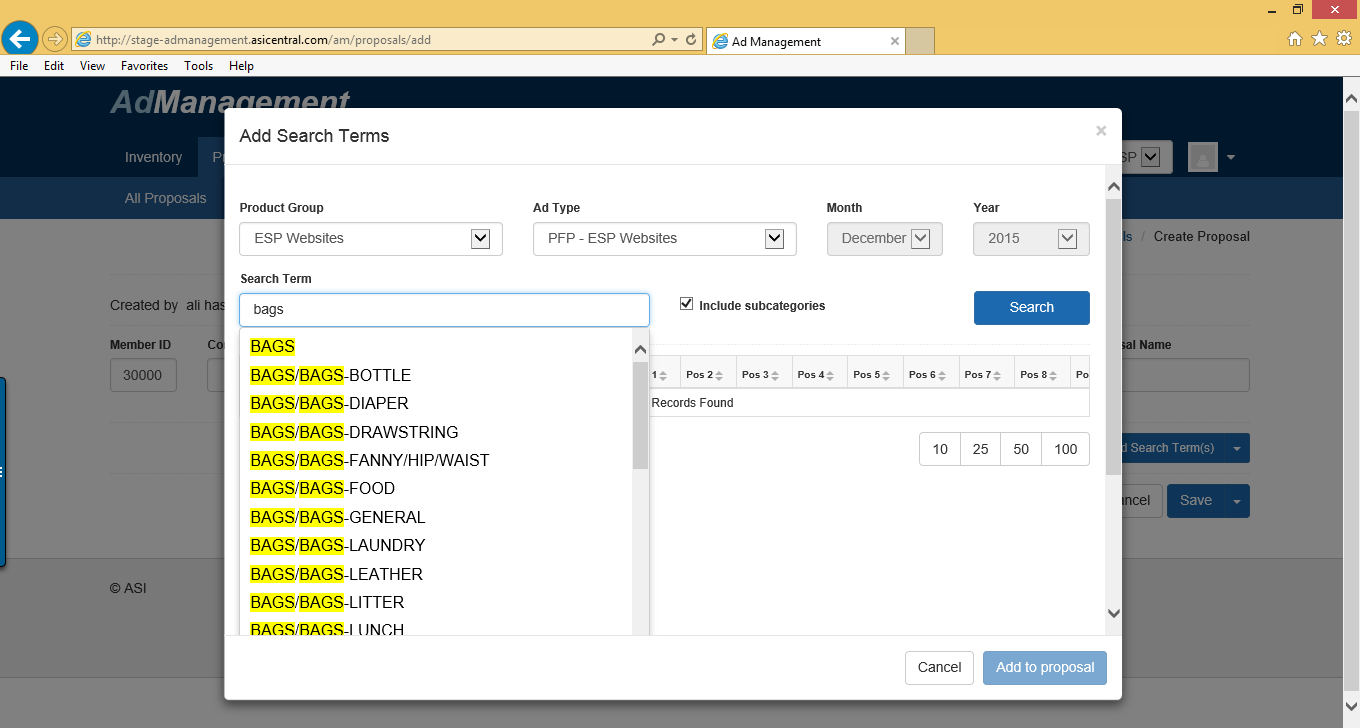 http://stage-admanagement.asicentral.com/am/proposals/add
Ad Management
File Edit View Favorites Tools Help
AdManagement
Add Search Terms
Inventory
SP
All Proposals
Product Group Ad Type Month Year
ESP Websites PFP - ESP Websites December 2015
ls / Create Proposal
Search Term
Created by ali has
bags
Include subcategories
Search
Member ID Co
sal Name
30000
BAGS
BAGS/BAGS-BOTTLE
BAGS/BAGS-DIAPER
BAGS/BAGS-DRAWSTRING
BAGS/BAGS-FANNY/HIP/WAIST
BAGS/BAGS-FOOD
BAGS/BAGS-GENERAL
BAGS/BAGS-LAUNDRY
BAGS/BAGS-LEATHER
BAGS/BAGS-LITTER
BAGS/BAGS-LUNCH
1 Pos 2 Pos 3 Pos 4 Pos 5 Pos 6 Pos 7 Pos 8 Po
Records Found
10 25 50 100
d Search Term(s)
ncel Save
© ASI
Cancel Add to proposal